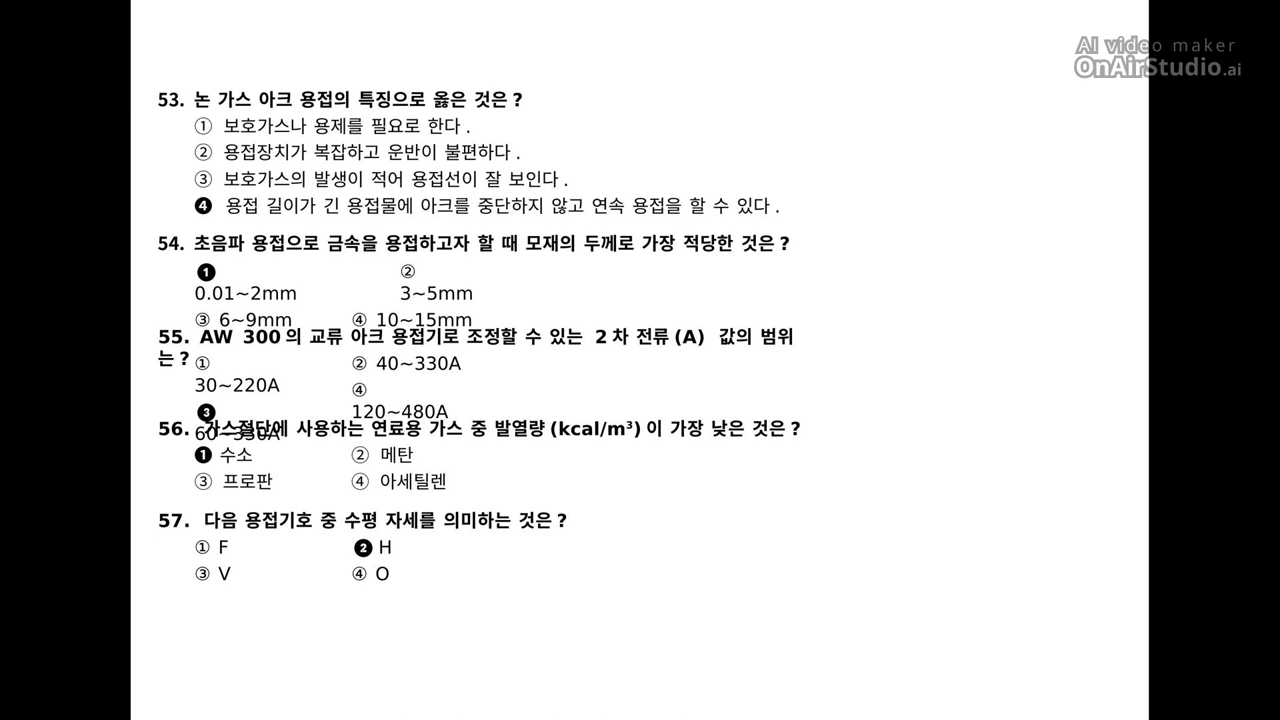 AI video maker
OnAirStudio.ai
53. 논 가스 아크 용접의 특징으로 옳은 것은?
① 보호가스나 용제를 필요로 한다.
② 용접장치가 복잡하고 운반이 불편하다.
③ 보호가스의 발생이 적어 용접선이 잘 보인다.
❹ 용접 길이가 긴 용접물에 아크를 중단하지 않고 연속 용접을 할 수 있다.
54. 초음파 용접으로 금속을 용접하고자 할 때 모재의 두께로 가장 적당한 것은?
❶ ②
0.01~2mm 3~5mm
③ 6~9mm ④ 10~15mm
55. AW 300의 교류 아크 용접기로 조정할 수 있는 2차 전류(A) 값의 범위
는?
① ② 40~330A
30~220A
④
❸ 120~480A
60~330A
56. 가스절단에 사용하는 연료용 가스 중 발열량(kcal/m³)이 가장 낮은 것은?
❶ 수소 ② 메탄
③ 프로판 ④ 아세틸렌
57. 다음 용접기호 중 수평 자세를 의미하는 것은?
① F ❷ H
③ V ④ O